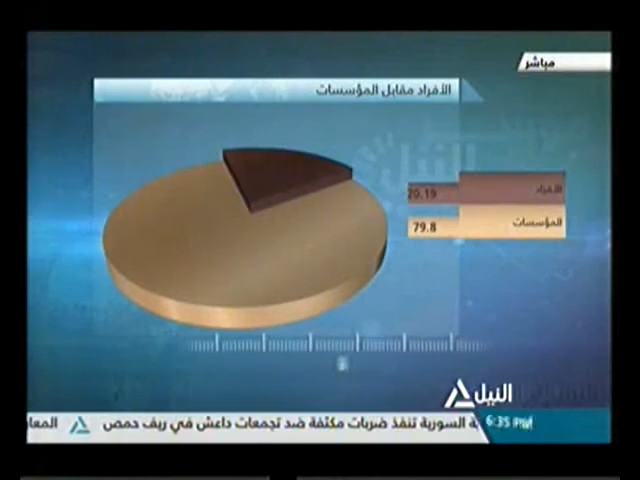 مباشر
الأفراد مقابل المؤسسات
الأفراد 20.19
المؤسسات 79.8
النيل
ة السورية تنفذ ضربات مكثفة ضد تجمعات داعش في ريف حمص
المعا
6:35 PM